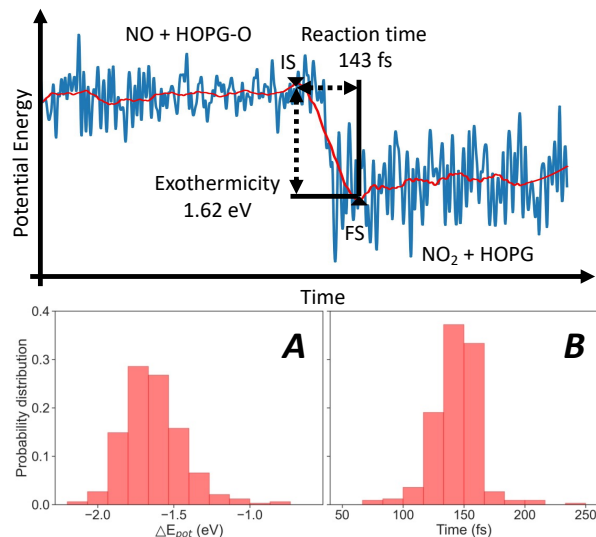 NO + HOPG-O
Reaction time
143 fs
IS
Potential Energy
Exothermicity
1.62 eV
FS
NO₂ + HOPG
Time
Probability distribution
0.4
0.3
0.2
0.1
0.0
A
−2.0 −1.5 −1.0
△E_pot (eV)
B
50 100 150 200 250
Time (fs)